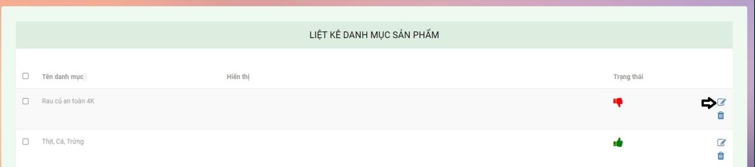 LIỆT KÊ DANH MỤC SẢN PHẨM
Tên danh mục Hiển thị Trạng thái
Rau củ an toàn 4K
Thịt, Cá, Trứng